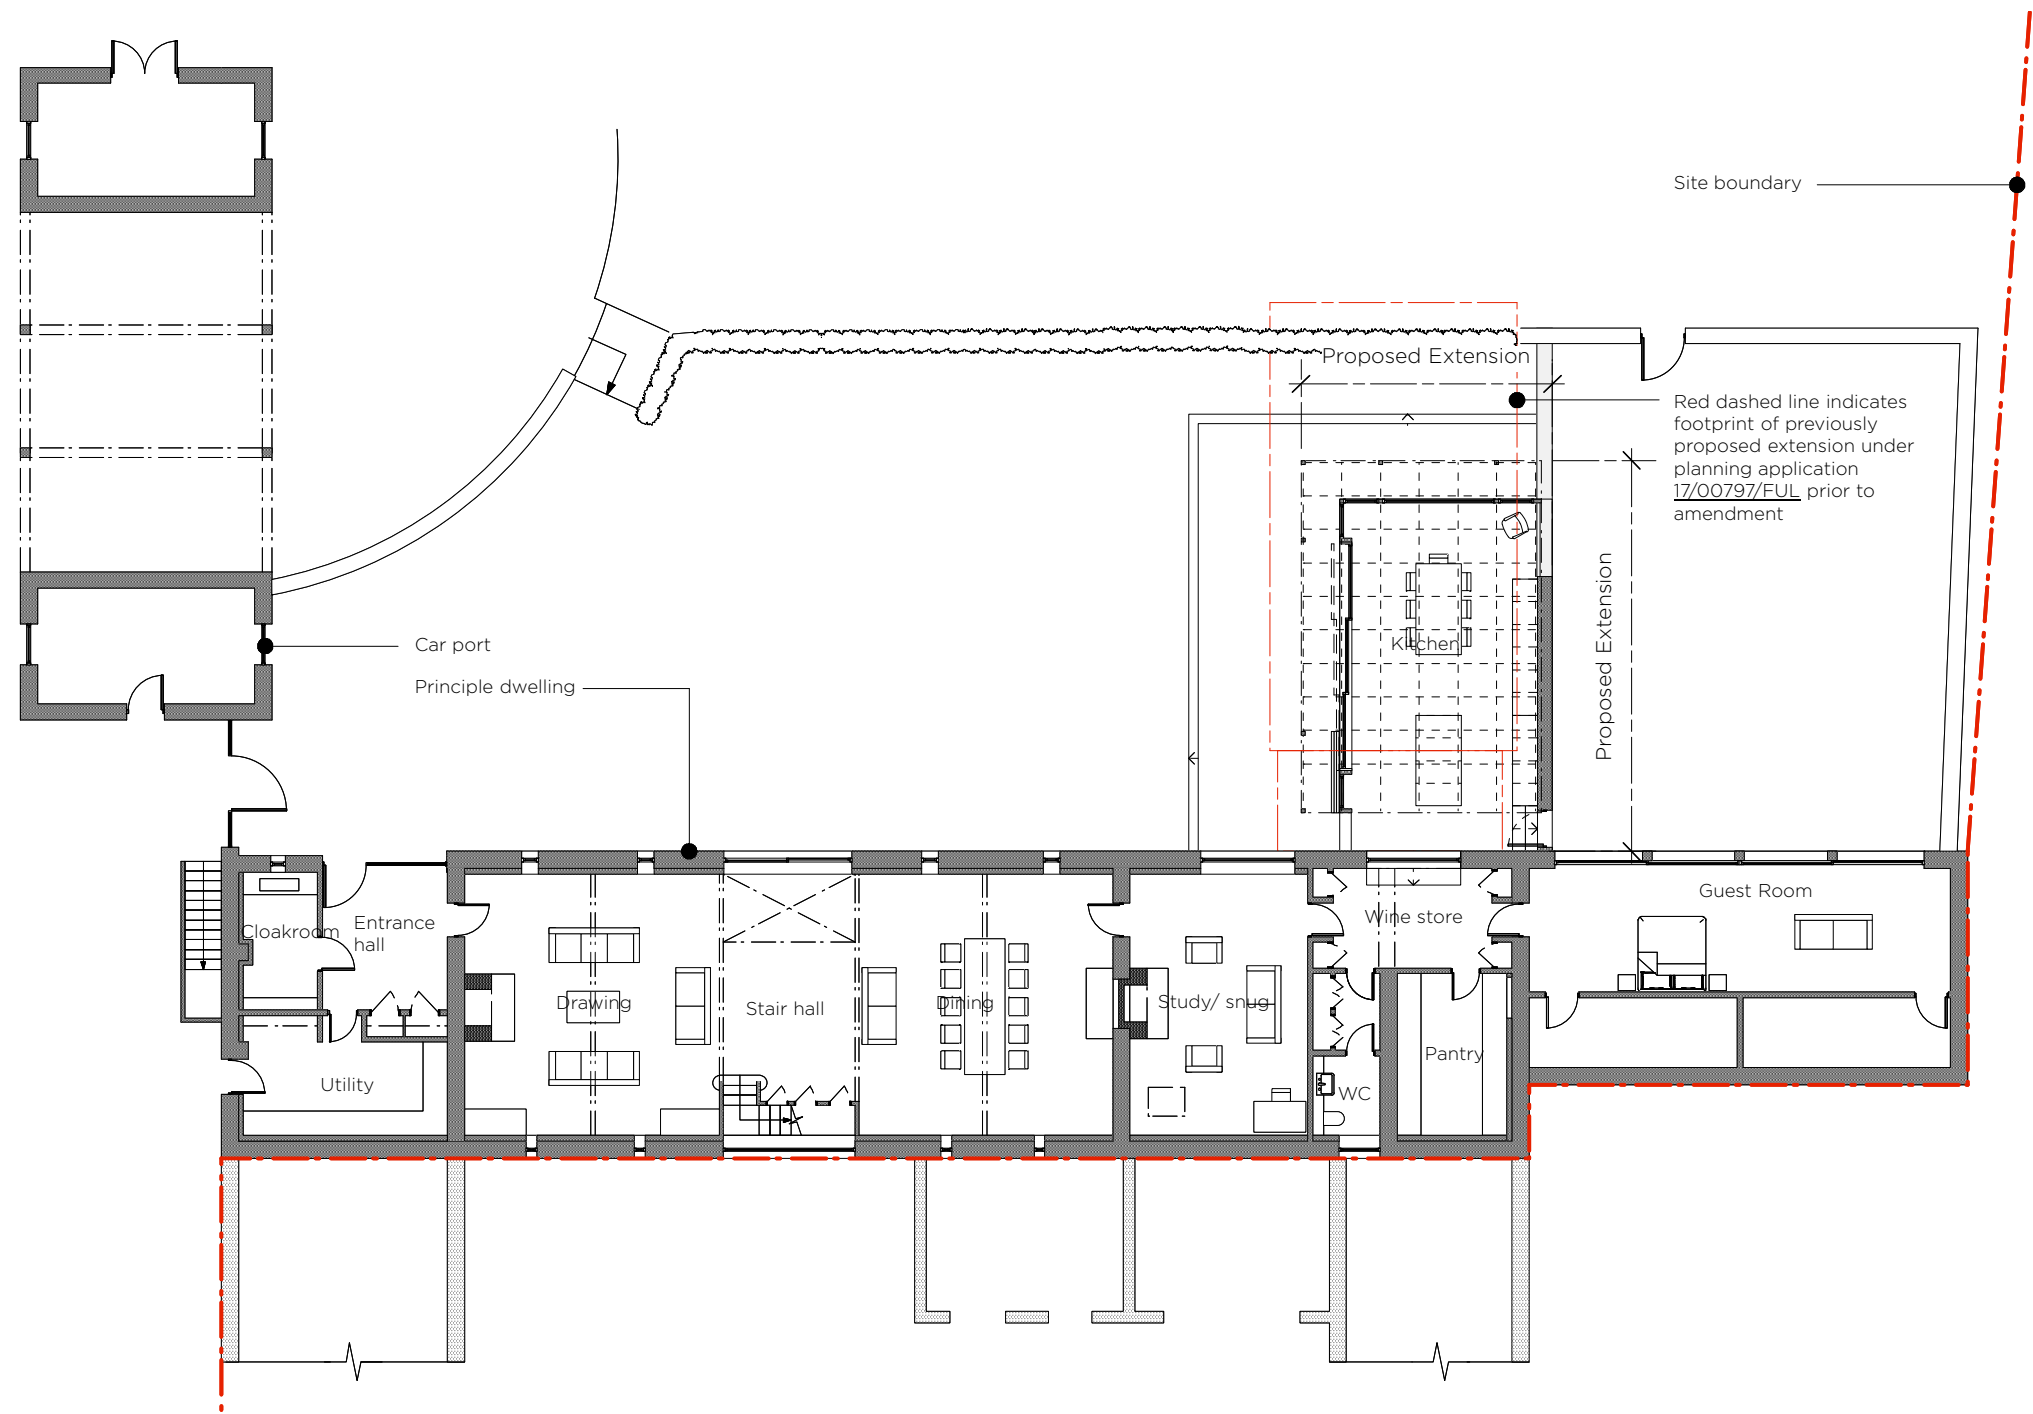 Site boundary
Proposed Extension
Red dashed line indicates
footprint of previously
proposed extension under
planning application
17/00797/FUL prior to
amendment
Proposed Extension
Kitchen
Car port
Principle dwelling
Guest Room
Cloakroom
Entrance
hall
Wine store
Drawing
Stair hall
Dining
Study/ snug
Pantry
Utility
WC